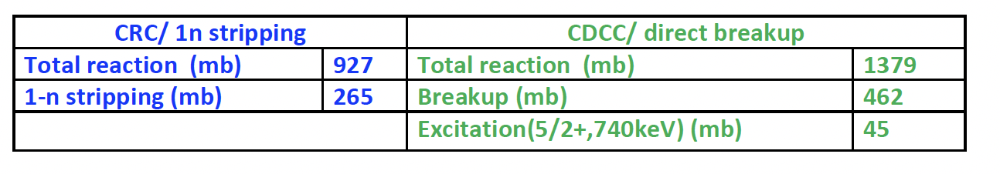 CRC/ 1n stripping CDCC/ direct breakup
Total reaction (mb) 927 Total reaction (mb) 1379
1-n stripping (mb) 265 Breakup (mb) 462
Excitation(5/2+,740keV) (mb) 45